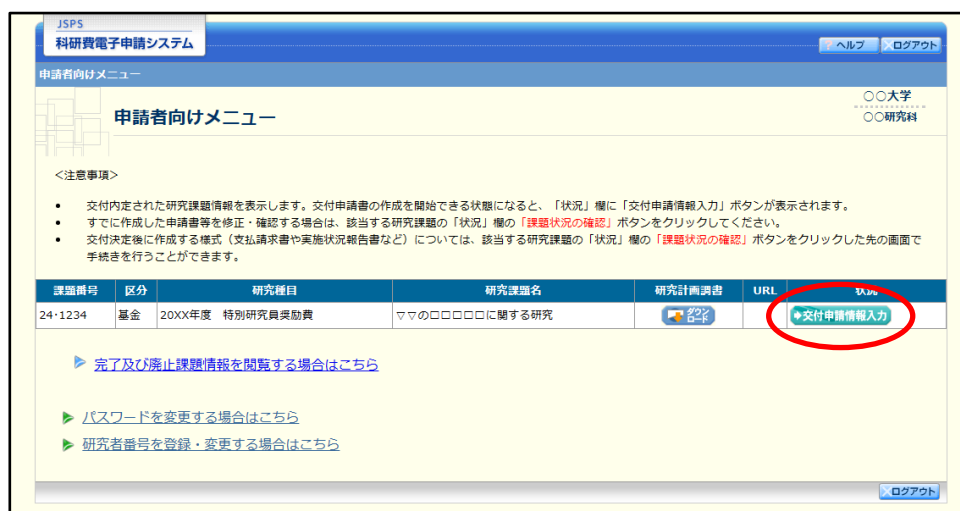 JSPS
科研費電子申請システム
? ヘルプ
ログアウト
申請者向けメニュー
○○大学
申請者向けメニュー
○○研究科
<注意事項>
• 交付内定された研究課題情報を表示します。交付申請書の作成を開始できる状態になると、「状況」欄に「交付申請情報入力」ボタンが表示されます。
• すでに作成した申請書等を修正・確認する場合は、該当する研究課題の「状況」欄の「課題状況の確認」ボタンをクリックしてください。
• 交付決定後に作成する様式（支払請求書や実施状況報告書など）については、該当する研究課題の「状況」欄の「課題状況の確認」ボタンをクリックした先の画面で
手続きを行うことができます。
課題番号 区分 研究種目 研究課題名 研究計画調書 URL 状況
24・1234 基金 20XX年度 特別研究員奨励費 ▽▽の□□□□□に関する研究 ダウンロード 交付申請情報入力
完了及び廃止課題情報を閲覧する場合はこちら
パスワードを変更する場合はこちら
研究者番号を登録・変更する場合はこちら
ログアウト